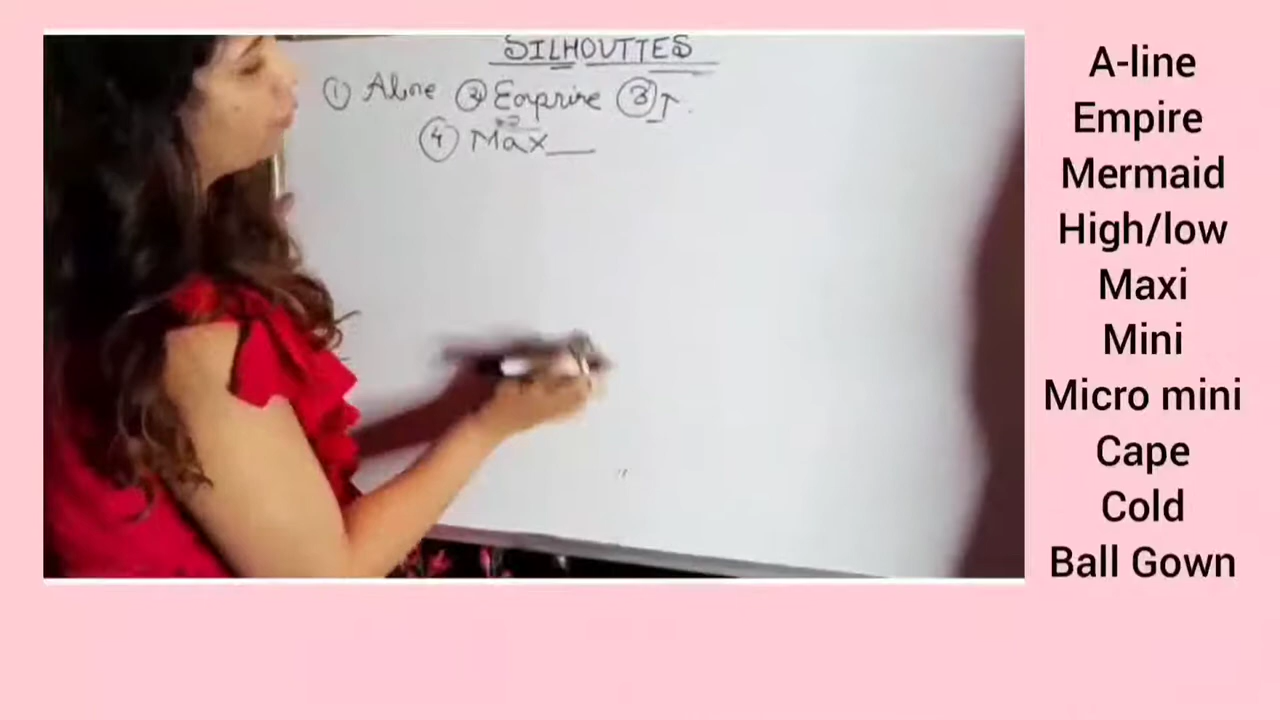 SILHOUTTES
① Aline ② Empire ③ ↑
④ Max__
A-line
Empire
Mermaid
High/low
Maxi
Mini
Micro mini
Cape
Cold
Ball Gown